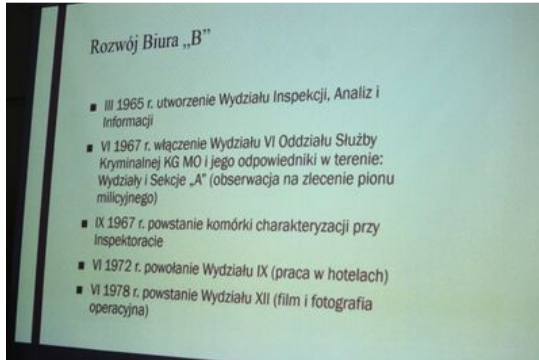 Rozwój Biura „B”
■ III 1965 r. utworzenie Wydziału Inspekcji, Analiz i
Informacji
■ VI 1967 r. włączenie Wydziału VI Oddziału Służby
Kryminalnej KG MO i jego odpowiedniki w terenie:
Wydziały i Sekcje „A” (obserwacja na zlecenie pionu
milicyjnego)
■ IX 1967 r. powstanie komórki charakteryzacji przy
Inspektoracie
■ VI 1972 r. powołanie Wydziału IX (praca w hotelach)
■ VI 1978 r. powstanie Wydziału XII (film i fotografia
operacyjna)